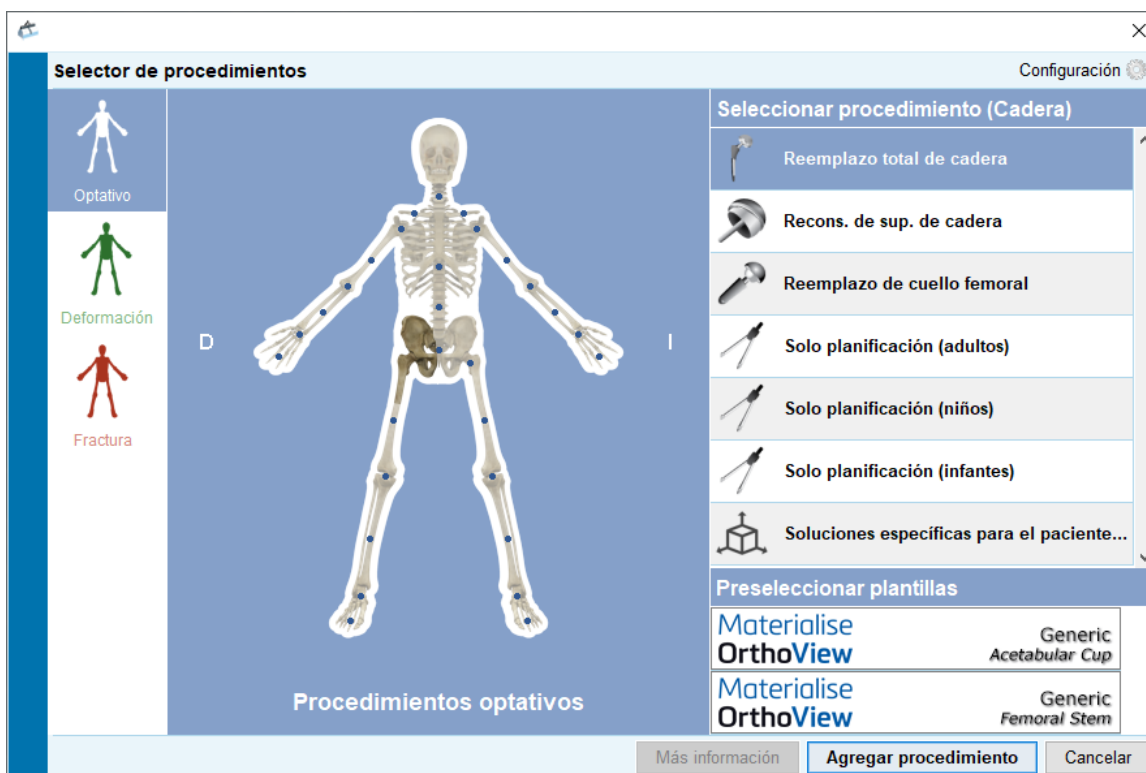 Selector de procedimientos
Configuración
Optativo
Deformación
Fractura
D
I
Procedimientos optativos
Seleccionar procedimiento (Cadera)
Reemplazo total de cadera
Recons. de sup. de cadera
Reemplazo de cuello femoral
Solo planificación (adultos)
Solo planificación (niños)
Solo planificación (infantes)
Soluciones específicas para el paciente...
Preseleccionar plantillas
Materialise
OrthoView
Generic
Acetabular Cup
Materialise
OrthoView
Generic
Femoral Stem
Más información
Agregar procedimiento
Cancelar